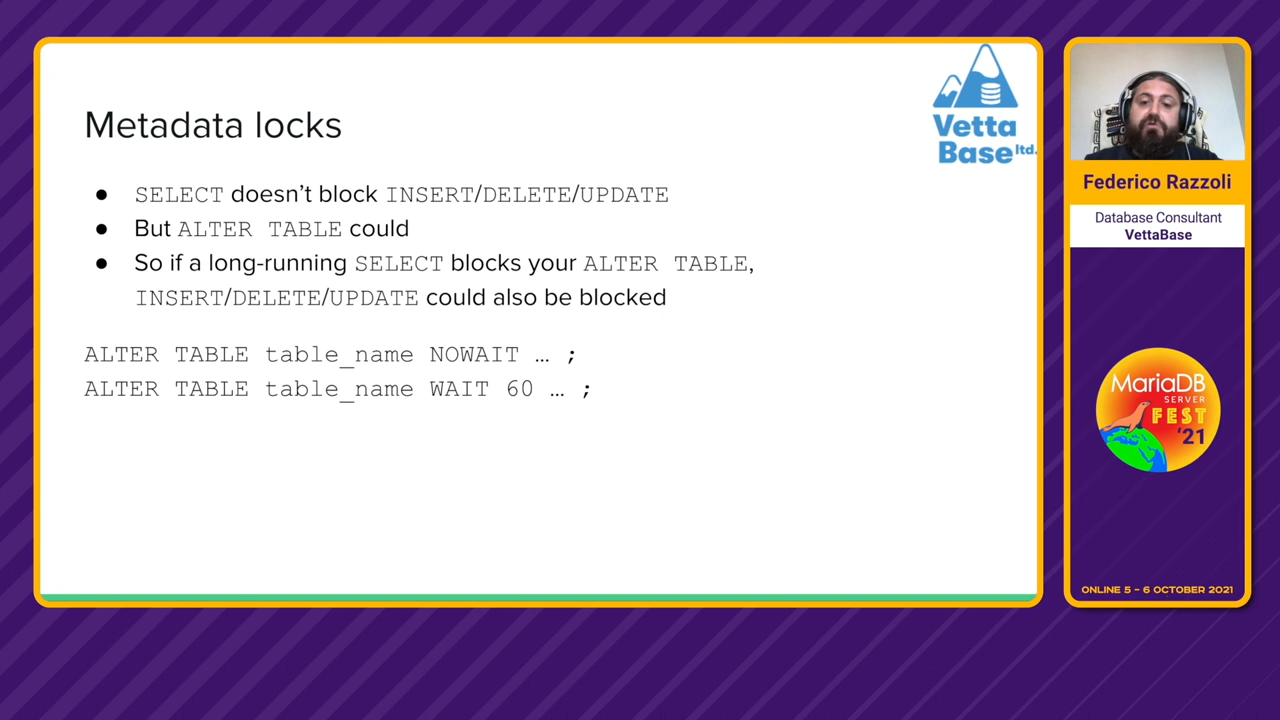 Metadata locks
● SELECT doesn’t block INSERT/DELETE/UPDATE
● But ALTER TABLE could
● So if a long-running SELECT blocks your ALTER TABLE,
INSERT/DELETE/UPDATE could also be blocked
ALTER TABLE table_name NOWAIT … ;
ALTER TABLE table_name WAIT 60 … ;
Vetta
Base ltd.
Federico Razzoli
Database Consultant
VettaBase
MariaDB
SERVER
FEST
'21
ONLINE 5 – 6 OCTOBER 2021